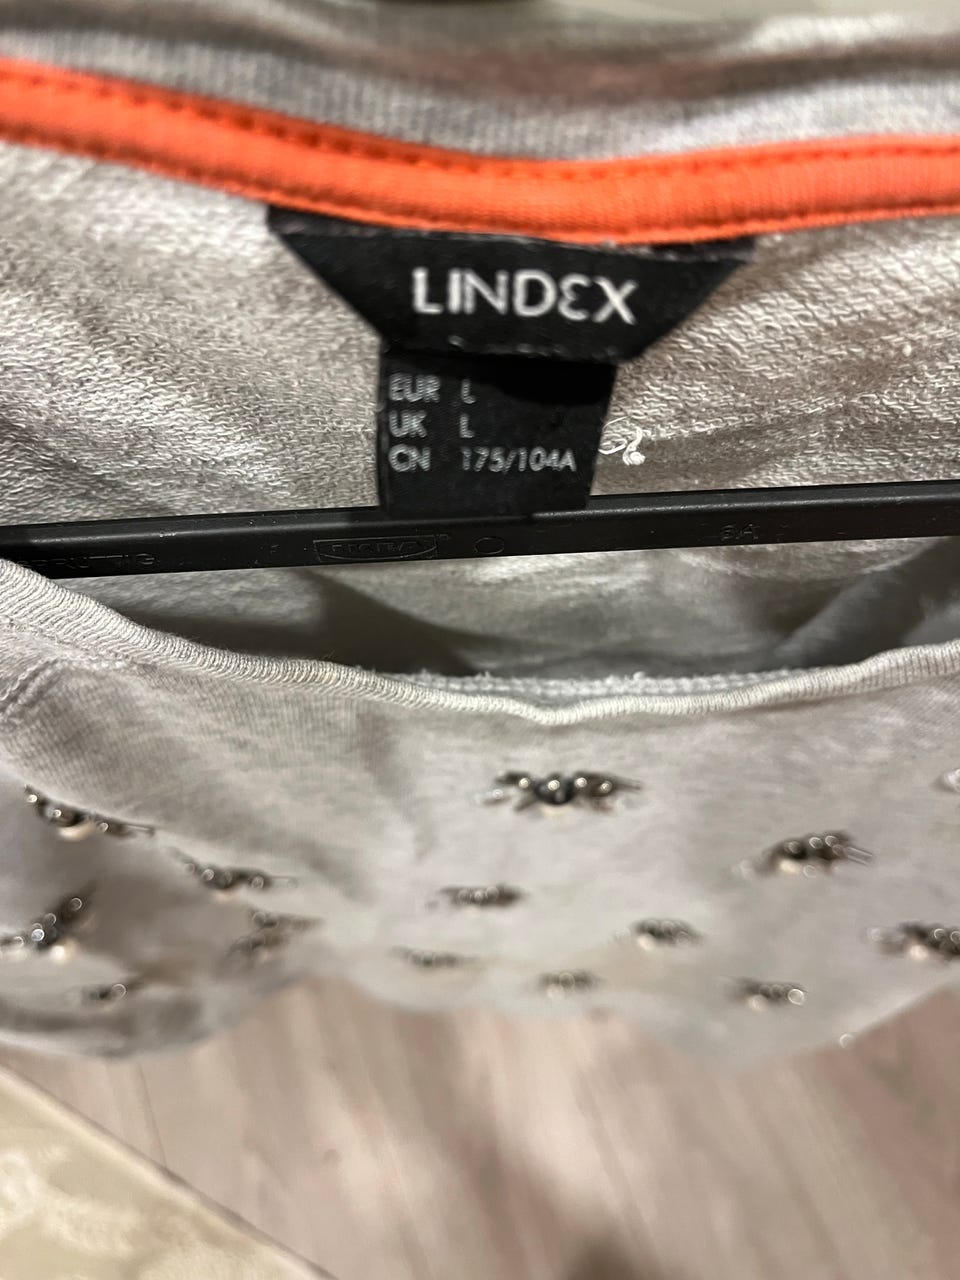 LINDEX
EUR L
UK L
CN 175/104A